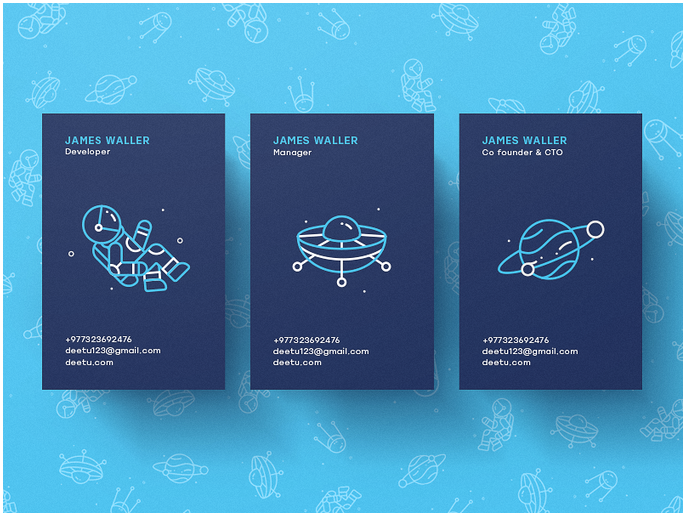 JAMES WALLER
Developer
+977323692476
deetu123@gmail.com
deetu.com
JAMES WALLER
Manager
+977323692476
deetu123@gmail.com
deetu.com
JAMES WALLER
Co founder & CTO
+977323692476
deetu123@gmail.com
deetu.com